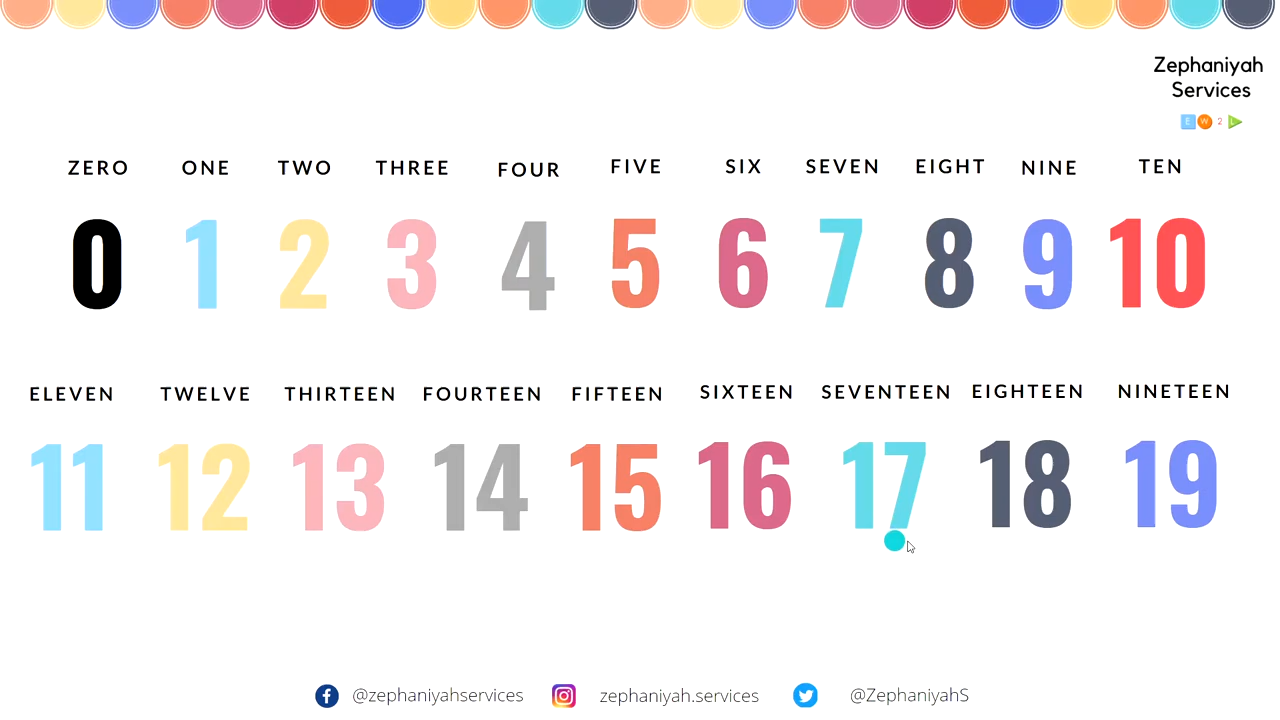 Zephaniyah
Services
E W 2 L
ZERO ONE TWO THREE FOUR FIVE SIX SEVEN EIGHT NINE TEN
0 1 2 3 4 5 6 7 8 9 10
ELEVEN TWELVE THIRTEEN FOURTEEN FIFTEEN SIXTEEN SEVENTEEN EIGHTEEN NINETEEN
11 12 13 14 15 16 17 18 19
@zephaniyahservices zephaniyah.services @ZephaniyahS